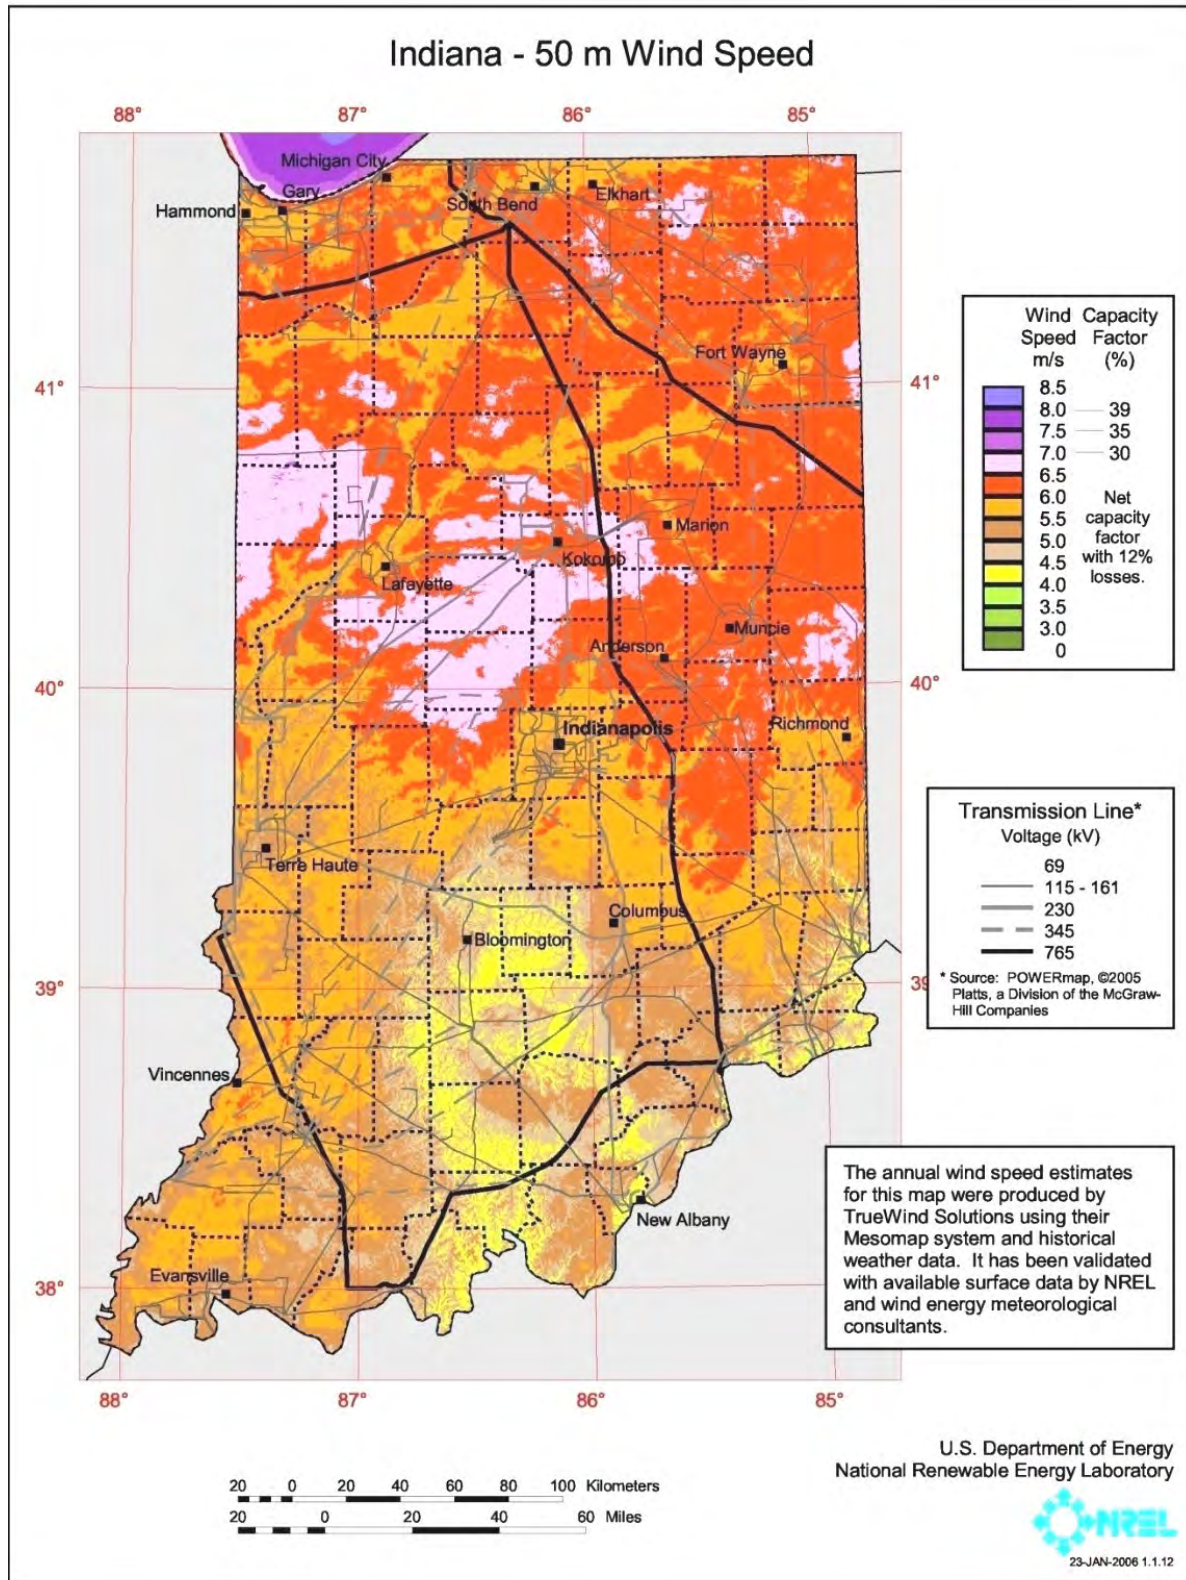 Indiana - 50 m Wind Speed
88° 87° 86° 85°
Michigan City
Gary
Hammond
South Bend
Elkhart
Fort Wayne
41° 41°
Marion
Kokomo
Lafayette
Muncie
Anderson
40° 40°
Richmond
Indianapolis
Terre Haute
Columbus
Bloomington
39° 39
Vincennes
New Albany
Evansville
38°
88° 87° 86° 85°
Wind Capacity
Speed Factor
m/s (%)
8.5
8.0 39
7.5 35
7.0 30
6.5
6.0
5.5
5.0
4.5
4.0
3.5
3.0
0
Net
capacity
factor
with 12%
losses.
Transmission Line*
Voltage (kV)
69
115 - 161
230
345
765
* Source: POWERmap, ©2005
Platts, a Division of the McGraw-
Hill Companies
The annual wind speed estimates
for this map were produced by
TrueWind Solutions using their
Mesomap system and historical
weather data. It has been validated
with available surface data by NREL
and wind energy meteorological
consultants.
U.S. Department of Energy
National Renewable Energy Laboratory
20 0 20 40 60 80 100 Kilometers
20 0 20 40 60 Miles
NREL
23-JAN-2006 1.1.12